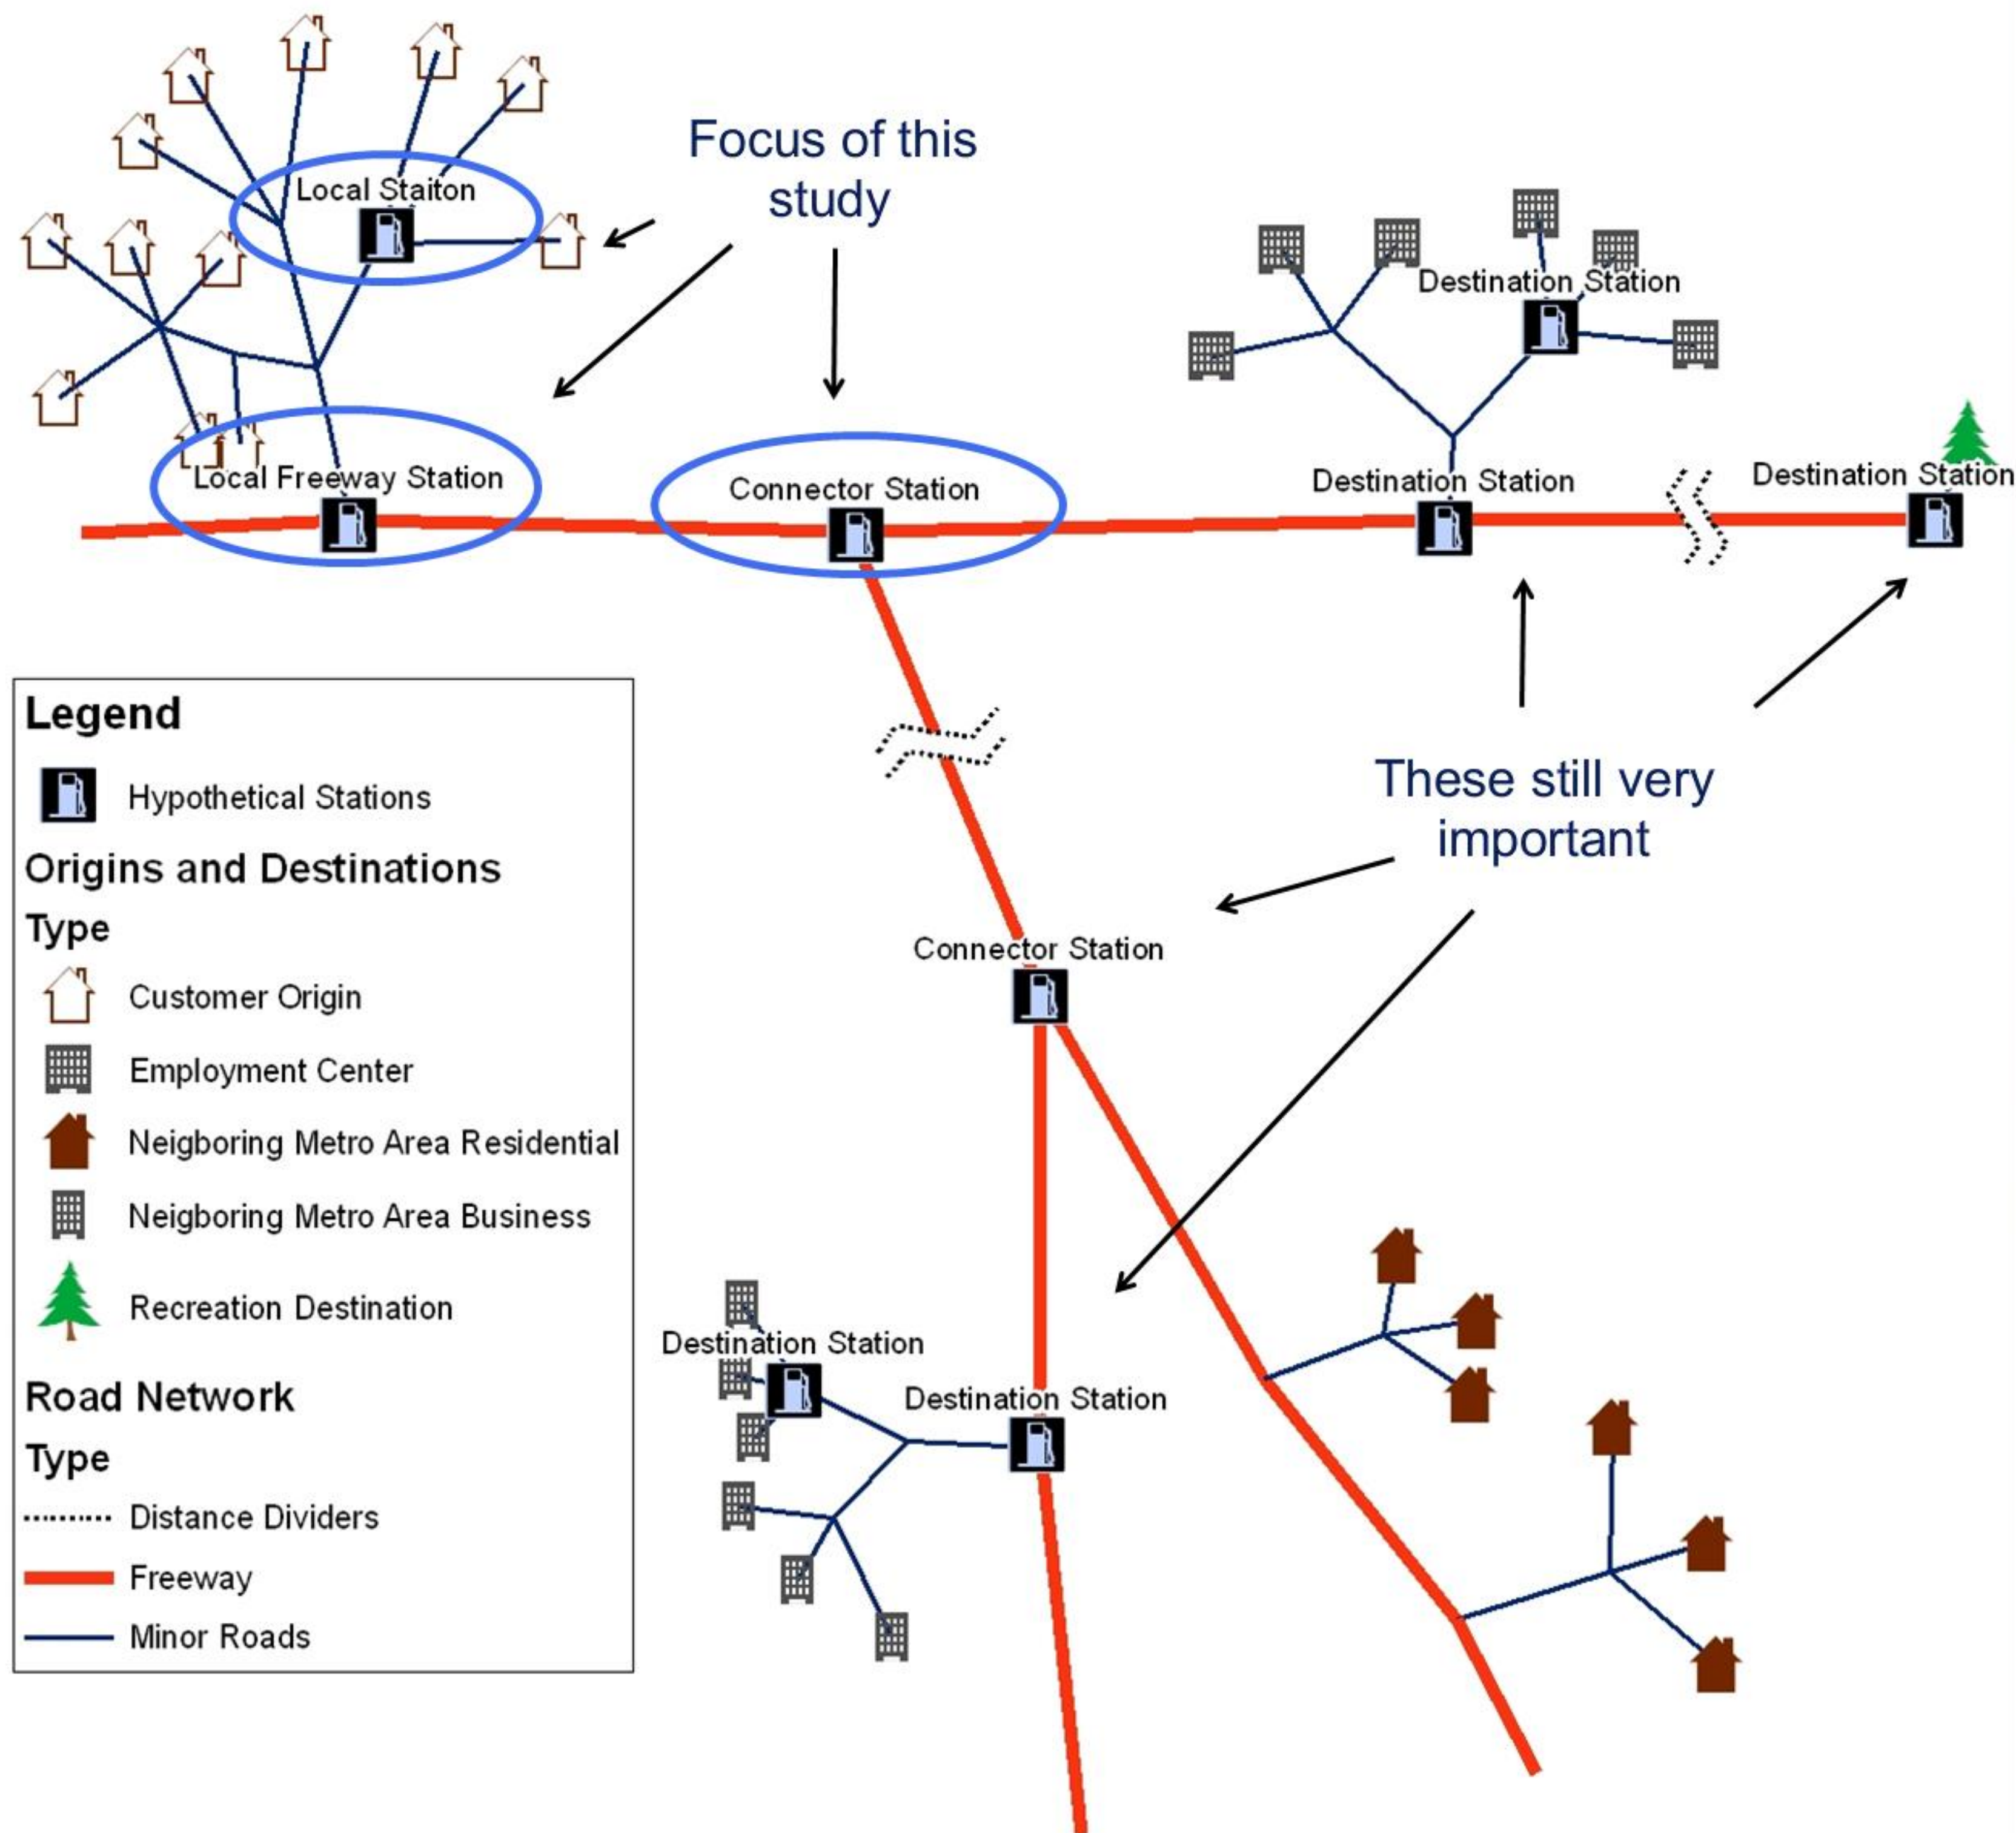 Focus of this
study
Local Staiton
Destination Station
Local Freeway Station
Connector Station
Destination Station
Destination Station
These still very
important
Connector Station
Destination Station
Destination Station
Legend
Hypothetical Stations
Origins and Destinations
Type
Customer Origin
Employment Center
Neigboring Metro Area Residential
Neigboring Metro Area Business
Recreation Destination
Road Network
Type
Distance Dividers
Freeway
Minor Roads